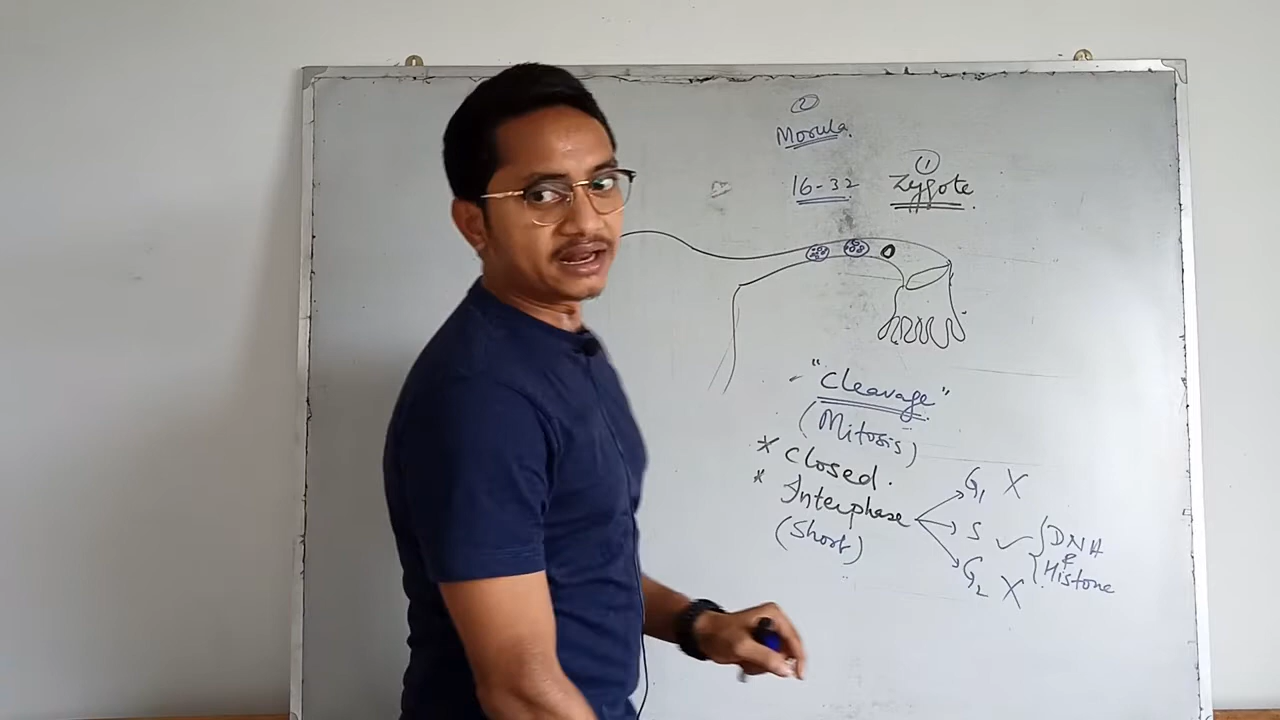 ②
Morula.
①
16-32
Zygote.
"Cleavage"
(Mitosis)
* Closed.
* Interphase
(Short)
G₁ X
S ✓ { DNA
&
Histone
G₂ X